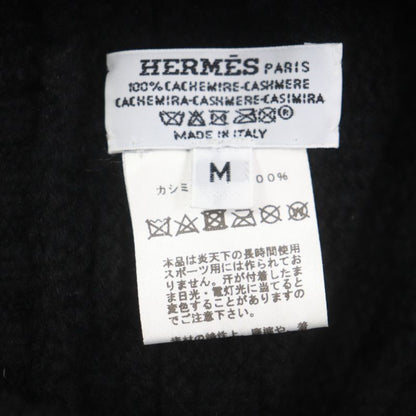 HERMÈS PARIS
100% CACHEMIRE-CASHMERE
CACHEMIRA-CASHMERE-CASIMIRA
MADE IN ITALY
M
カシミ 00%
本品は炎天下の長時間使用
スポーツ用には作られてお
りません。汗が付着したま
ま日光・電灯光に当てると
変色することがありますの
でご注意下さい。